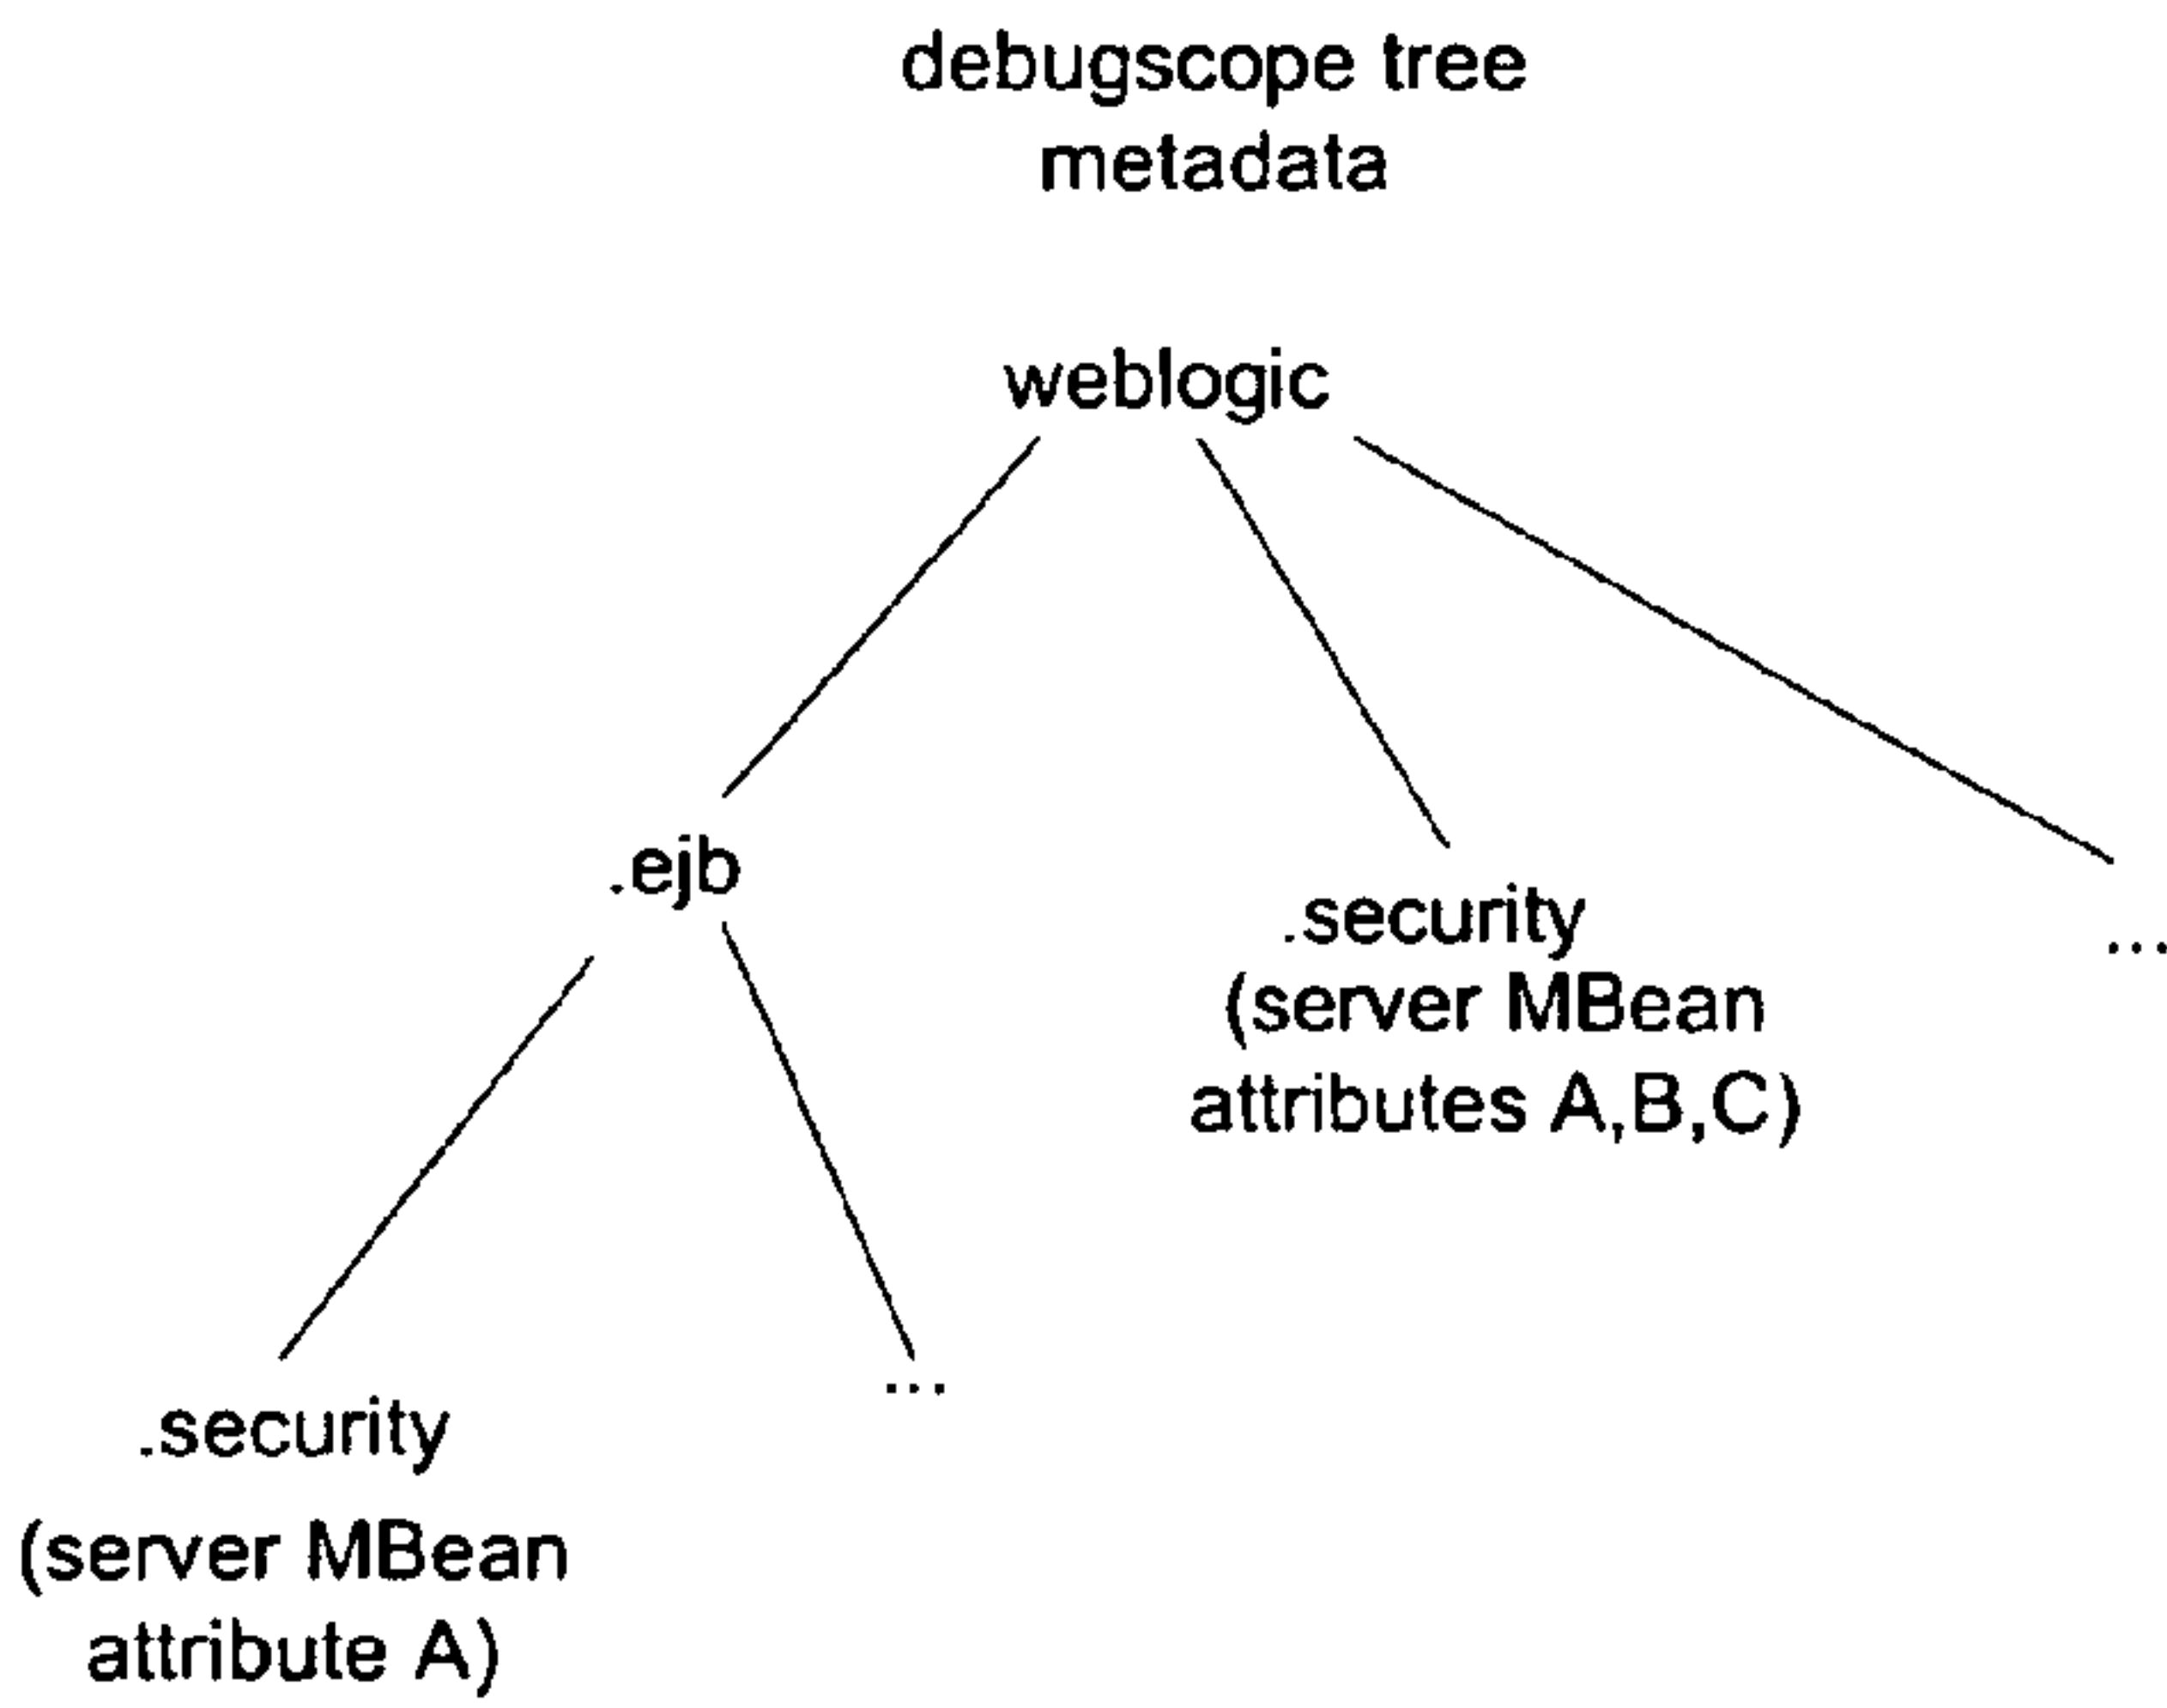 debugscope tree
metadata
weblogic
.ejb
.security
(server MBean
attributes A,B,C)
...
...
.security
(server MBean
attribute A)